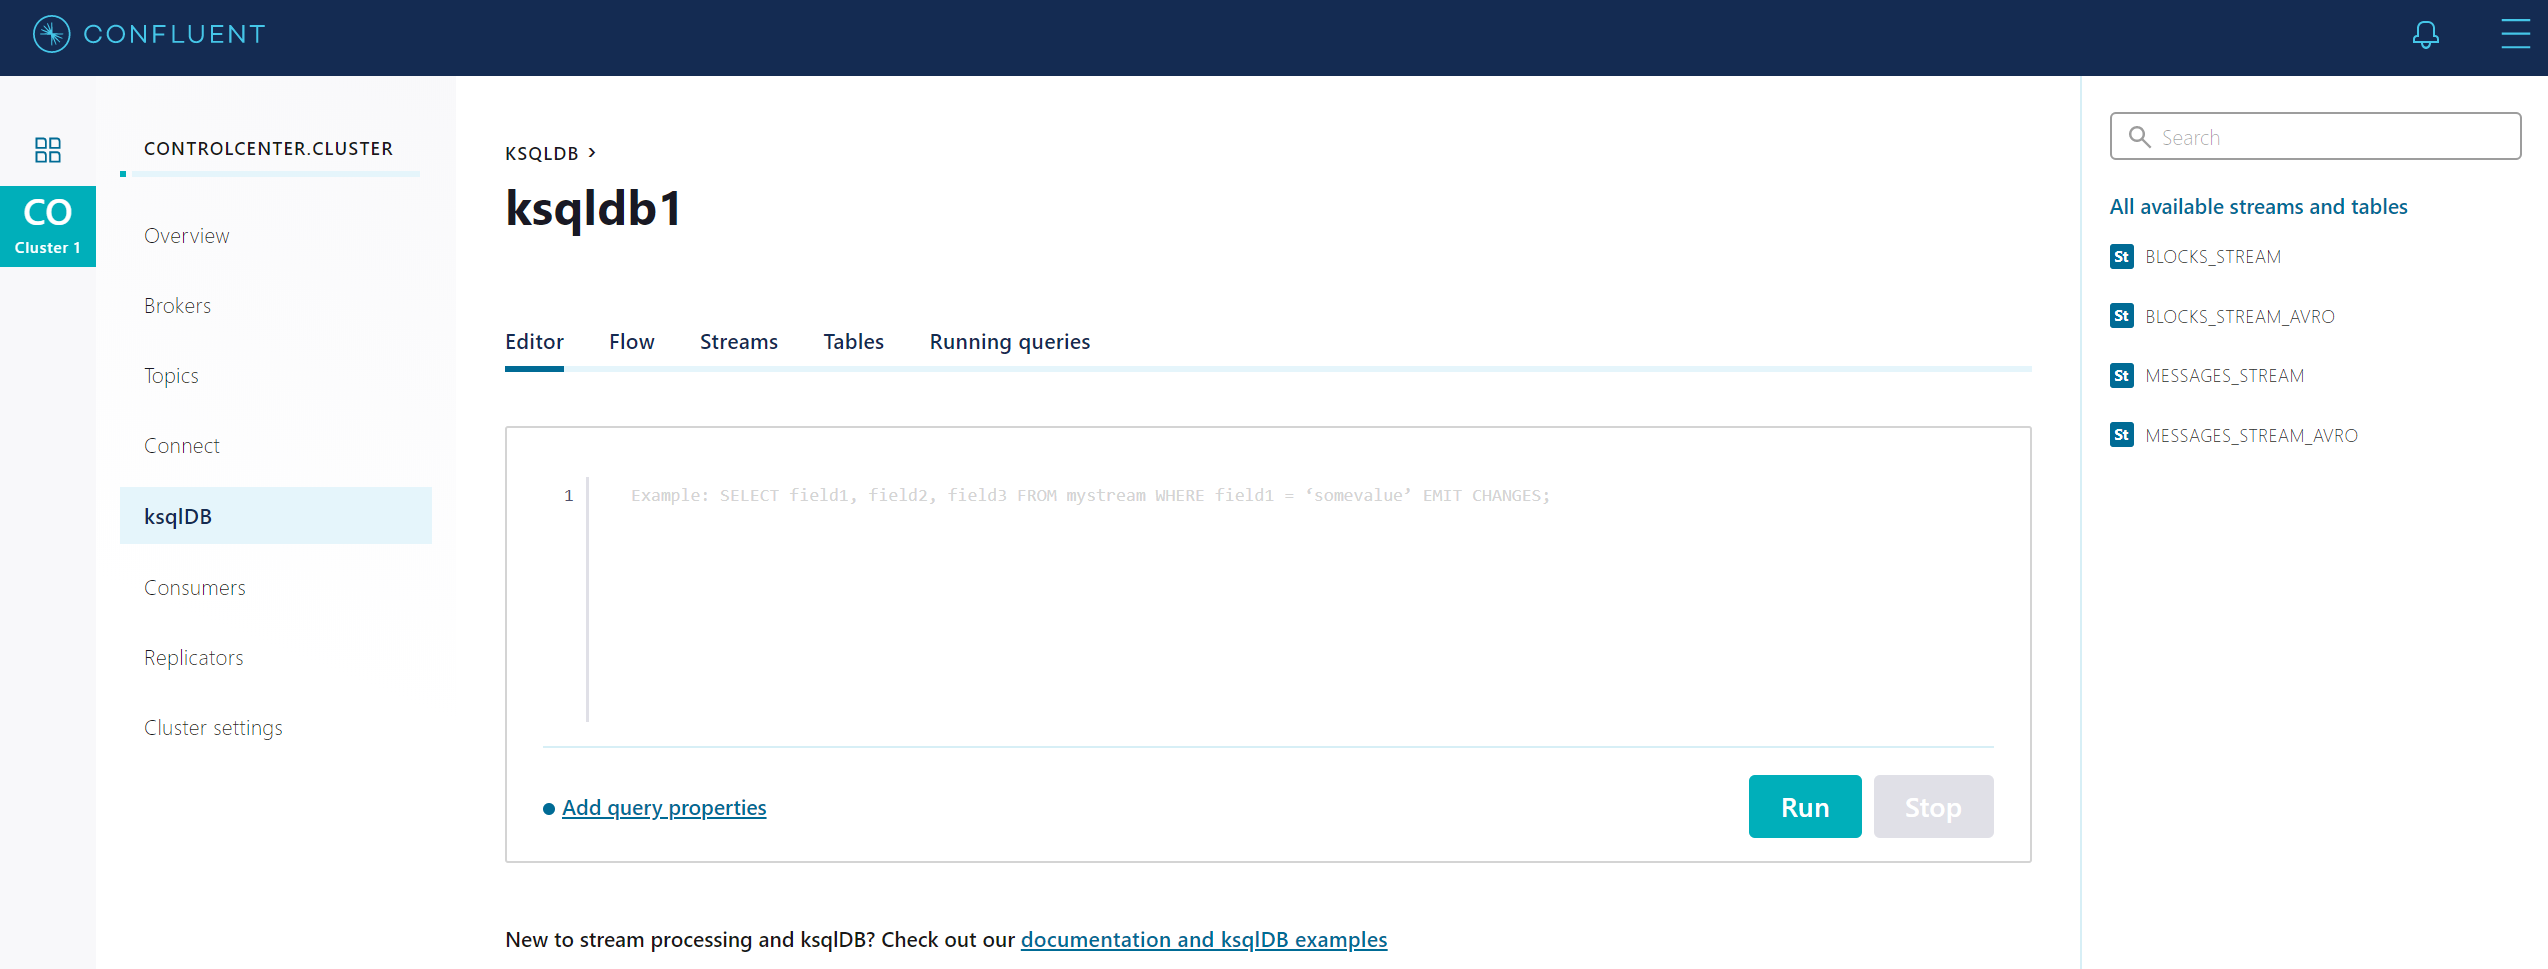 CONFLUENT
CO
Cluster 1
CONTROLCENTER.CLUSTER
Overview
Brokers
Topics
Connect
ksqlDB
Consumers
Replicators
Cluster settings
KSQLDB >
ksqldb1
Editor Flow Streams Tables Running queries
1 Example: SELECT field1, field2, field3 FROM mystream WHERE field1 = ‘somevalue’ EMIT CHANGES;
Add query properties
Run Stop
New to stream processing and ksqlDB? Check out our documentation and ksqlDB examples
Search
All available streams and tables
St BLOCKS_STREAM
St BLOCKS_STREAM_AVRO
St MESSAGES_STREAM
St MESSAGES_STREAM_AVRO